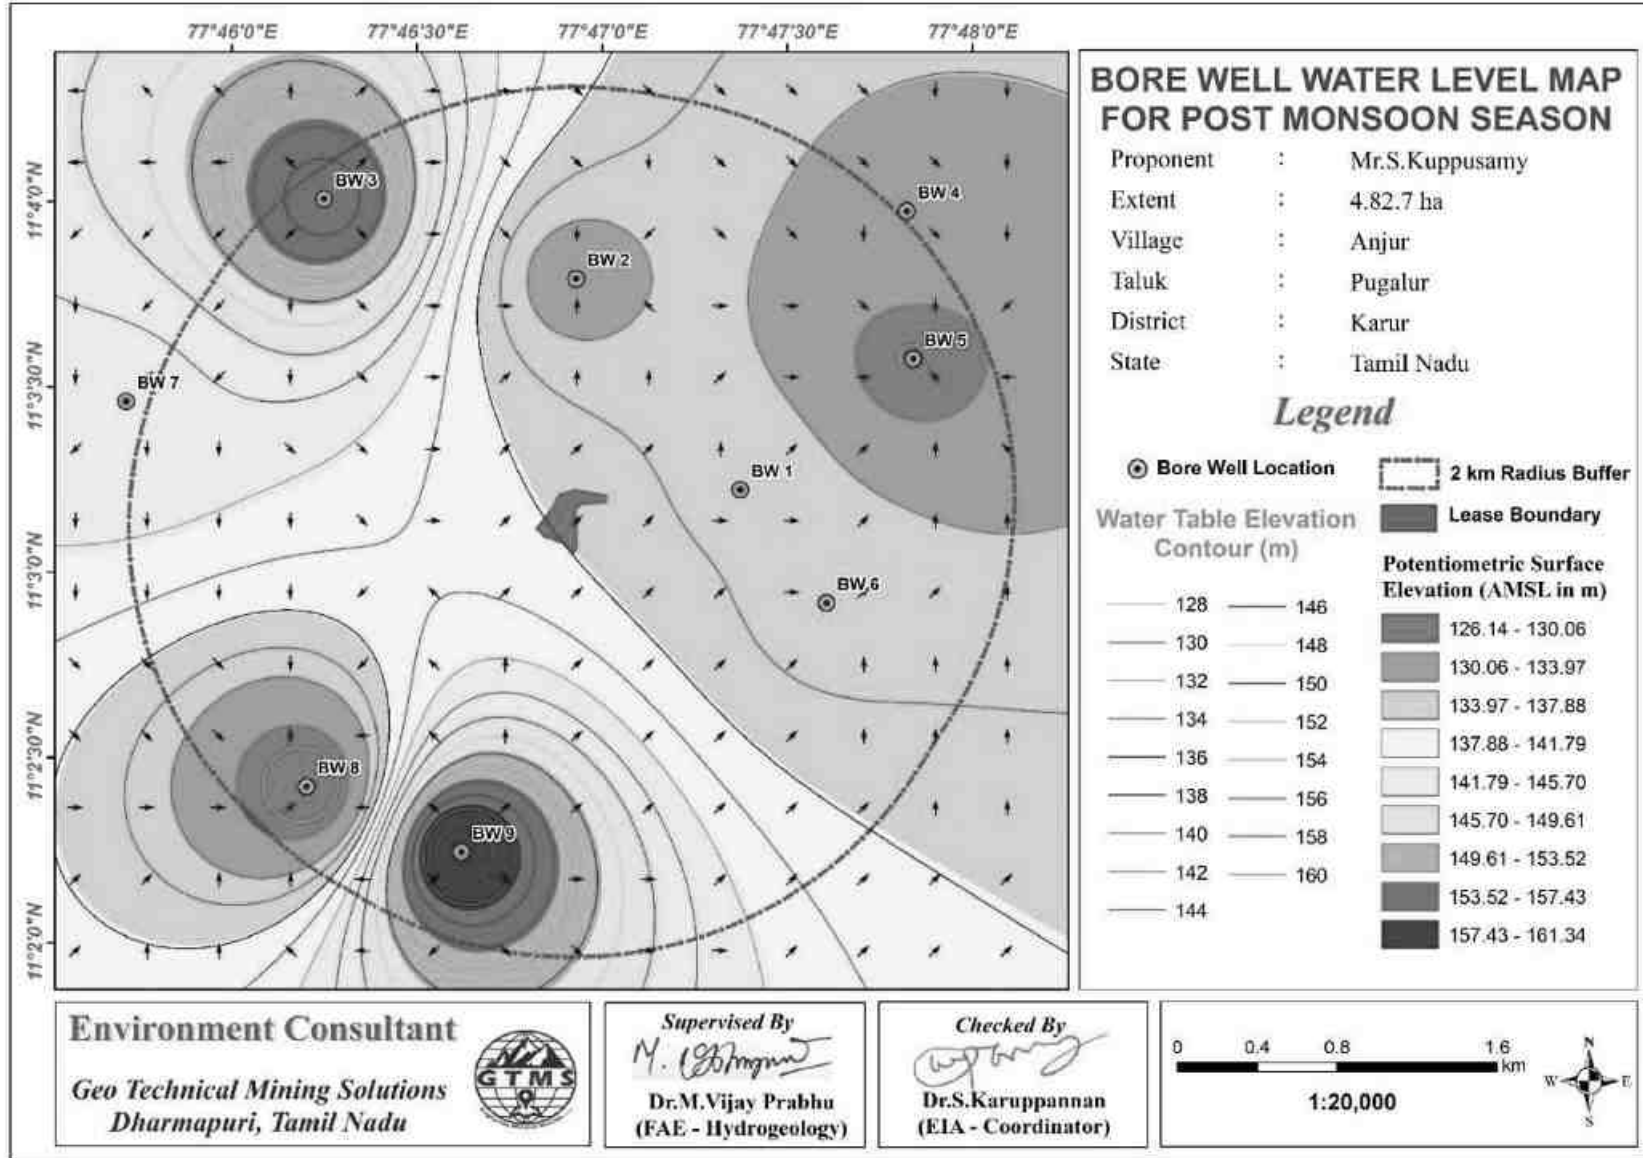 77°46'0"E 77°46'30"E 77°47'0"E 77°47'30"E 77°48'0"E
11°4'0"N
11°3'30"N
11°3'0"N
11°2'30"N
11°2'0"N
BW 3
BW 4
BW 2
BW 5
BW 7
BW 1
BW 6
BW 8
BW 9
BORE WELL WATER LEVEL MAP
FOR POST MONSOON SEASON
Proponent : Mr.S.Kuppusamy
Extent : 4.82.7 ha
Village : Anjur
Taluk : Pugalur
District : Karur
State : Tamil Nadu
Legend
Bore Well Location
2 km Radius Buffer
Lease Boundary
Water Table Elevation
Contour (m)
128 146
130 148
132 150
134 152
136 154
138 156
140 158
142 160
144
Potentiometric Surface
Elevation (AMSL in m)
126.14 - 130.06
130.06 - 133.97
133.97 - 137.88
137.88 - 141.79
141.79 - 145.70
145.70 - 149.61
149.61 - 153.52
153.52 - 157.43
157.43 - 161.34
Environment Consultant
Geo Technical Mining Solutions
Dharmapuri, Tamil Nadu
GTMS
Supervised By
Dr.M.Vijay Prabhu
(FAE - Hydrogeology)
Checked By
Dr.S.Karuppannan
(EIA - Coordinator)
0 0.4 0.8 1.6
km
1:20,000
N
W E
S